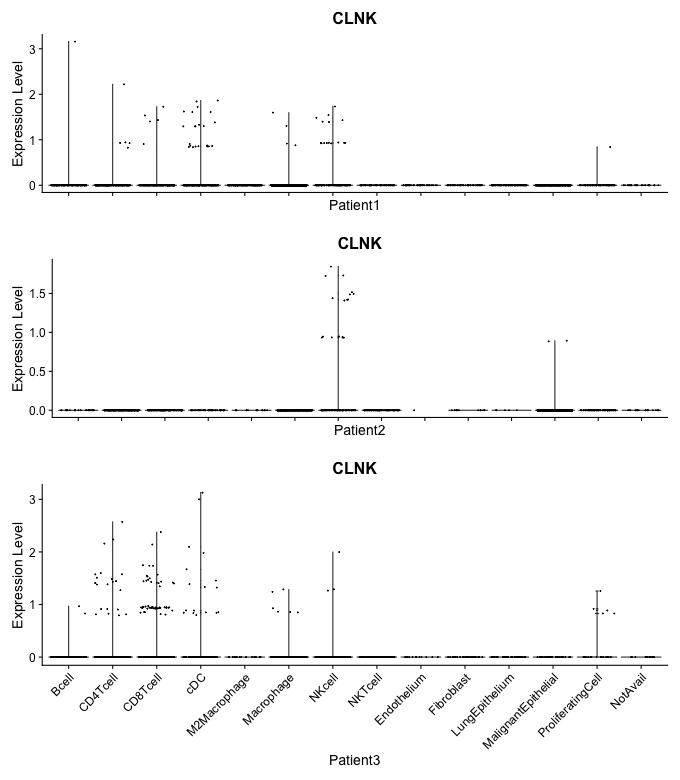 CLNK
Expression Level
3
2
1
0
Patient1
CLNK
Expression Level
1.5
1.0
0.5
0.0
Patient2
CLNK
Expression Level
3
2
1
0
Bcell
CD4Tcell
CD8Tcell
cDC
M2Macrophage
Macrophage
NKcell
NKTcell
Endothelium
Fibroblast
LungEpithelium
MalignantEpithelial
ProliferatingCell
NotAvail
Patient3